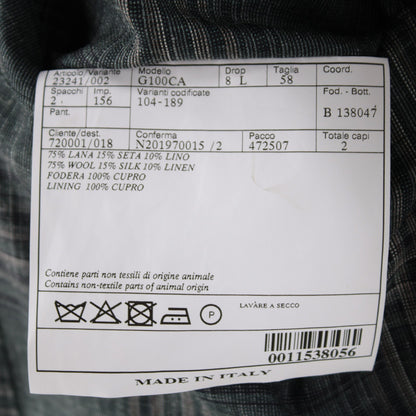 Articolo/Variante Modello Drop Taglia Coord.
23241/002 G100CA 8 L 58
Spacchi Imp. Varianti codificate Fod. - Bott.
2 156 104-189 B 138047
Pant.
Cliente/dest. Conferma Pacco Totale capi
720001/018 N201970015 /2 472507 2
75% LANA 15% SETA 10% LINO
75% WOOL 15% SILK 10% LINEN
FODERA 100% CUPRO
LINING 100% CUPRO
Contiene parti non tessili di origine animale
Contains non-textile parts of animal origin
P
LAVÀRE A SECCO
0011538056
MADE IN ITALY